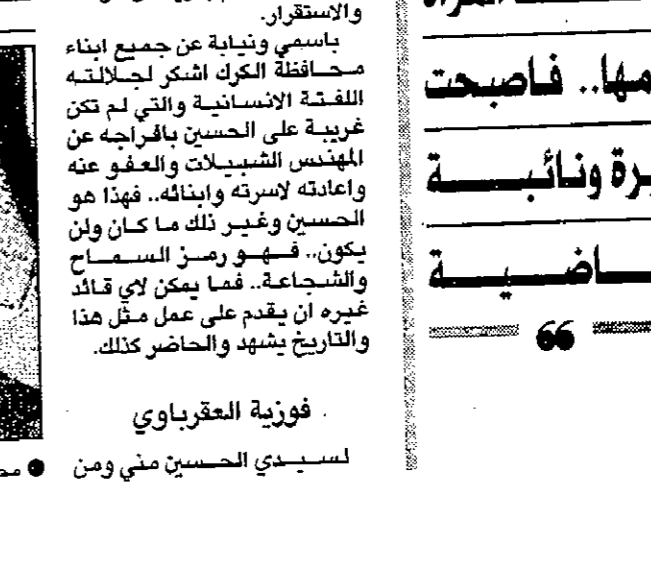 والاستقرار.
باسمي ونيابة عن جميع ابناء
محافظة الكرك اشكر لجلالته
اللفتة الانسانية والتي لم تكن
غريبة على الحسين بافراجه عن
المهندس الشبيلات والعفو عنه
واعادته لاسرته وابنائه.. فهذا هو
الحسين وغير ذلك ما كان ولن
يكون.. فهو رمز السماح
والشجاعة.. فما يمكن لاي قائد
غيره ان يقدم على عمل مثل هذا
والتاريخ يشهد والحاضر كذلك.
فوزية العقرباوي
لسيدي الحسين مني ومن
مها.. فاصبحت
يرة ونائبة
اضية
66